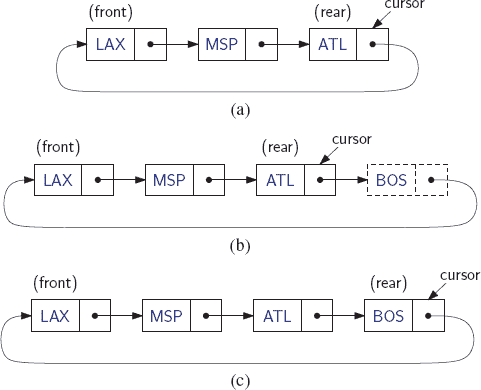 (front) (rear) cursor
LAX MSP ATL
(a)
(front) (rear) cursor
LAX MSP ATL BOS
(b)
(front) (rear) cursor
LAX MSP ATL BOS
(c)